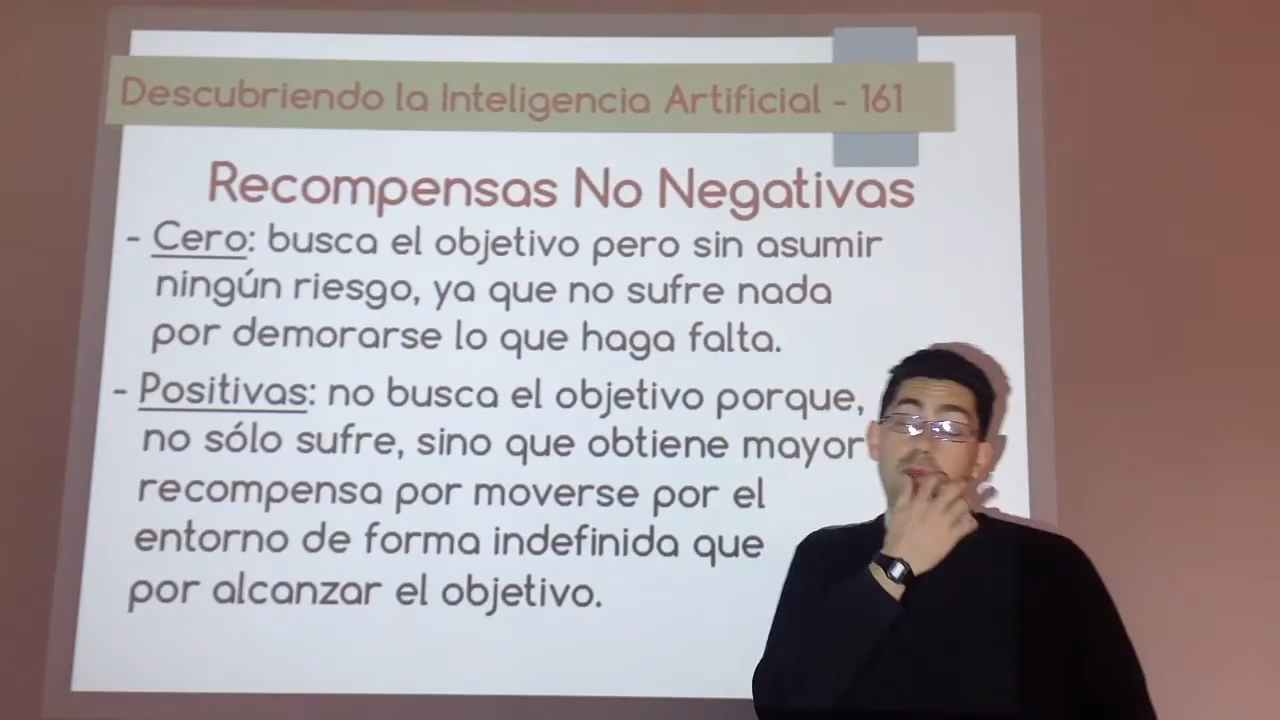 Descubriendo la Inteligencia Artificial - 161
Recompensas No Negativas
- Cero: busca el objetivo pero sin asumir
ningún riesgo, ya que no sufre nada
por demorarse lo que haga falta.
- Positivas: no busca el objetivo porque,
no sólo sufre, sino que obtiene mayor
recompensa por moverse por el
entorno de forma indefinida que
por alcanzar el objetivo.